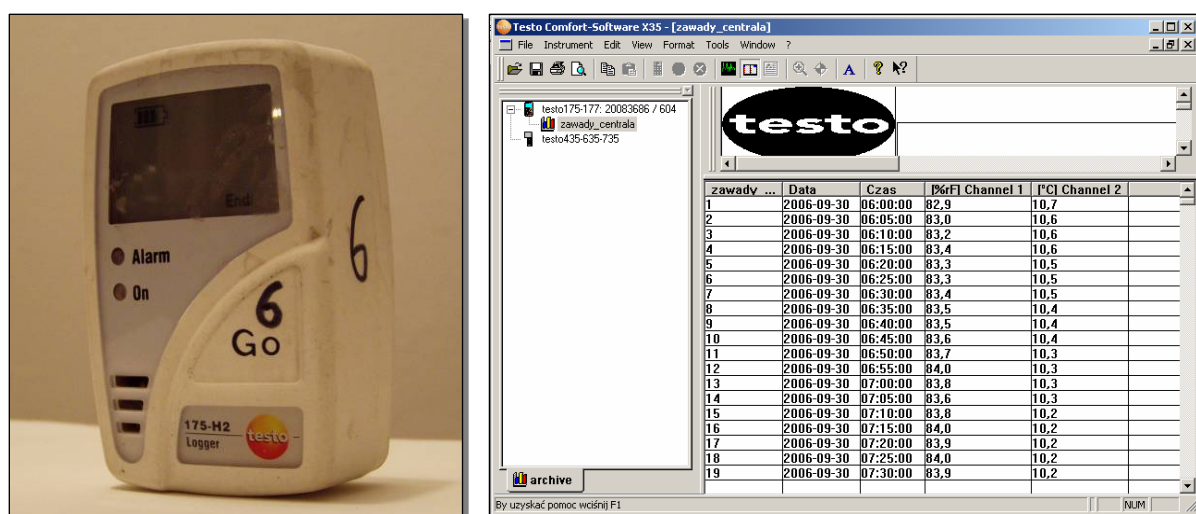 End
Alarm
On
6
6
Go
175-H2
Logger
testo
Testo Comfort-Software X35 - [zawady_centrala]
File Instrument Edit View Format Tools Window ?
testo175-177: 20083686 / 604
zawady_centrala
testo435-635-735
testo
zawady ... Data Czas [%rF] Channel 1 [°C] Channel 2
1 2006-09-30 06:00:00 82,9 10,7
2 2006-09-30 06:05:00 83,0 10,6
3 2006-09-30 06:10:00 83,2 10,6
4 2006-09-30 06:15:00 83,4 10,6
5 2006-09-30 06:20:00 83,3 10,5
6 2006-09-30 06:25:00 83,3 10,5
7 2006-09-30 06:30:00 83,4 10,5
8 2006-09-30 06:35:00 83,5 10,4
9 2006-09-30 06:40:00 83,5 10,4
10 2006-09-30 06:45:00 83,6 10,4
11 2006-09-30 06:50:00 83,7 10,3
12 2006-09-30 06:55:00 84,0 10,3
13 2006-09-30 07:00:00 83,8 10,3
14 2006-09-30 07:05:00 83,6 10,3
15 2006-09-30 07:10:00 83,8 10,2
16 2006-09-30 07:15:00 84,0 10,2
17 2006-09-30 07:20:00 83,9 10,2
18 2006-09-30 07:25:00 84,0 10,2
19 2006-09-30 07:30:00 83,9 10,2
archive
By uzyskać pomoc wciśnij F1
NUM